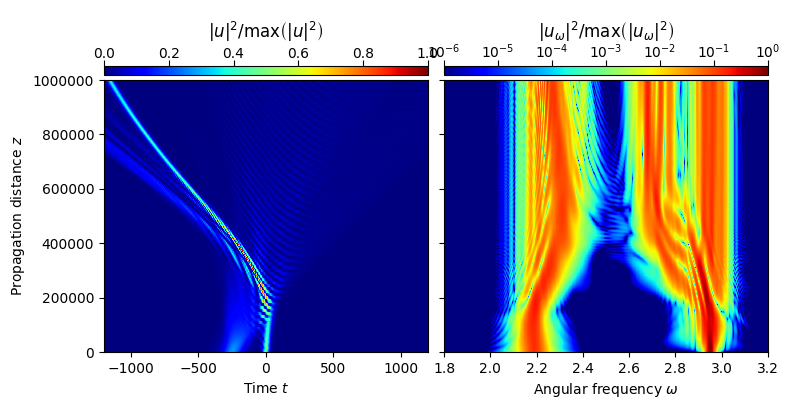 |u|²/max(|u|²)
0.0 0.2 0.4 0.6 0.8 1.0
Propagation distance z
1000000
800000
600000
400000
200000
0
−1000 −500 0 500 1000
Time t
|u_ω|²/max(|u_ω|²)
10⁻⁶ 10⁻⁵ 10⁻⁴ 10⁻³ 10⁻² 10⁻¹ 10⁰
1.8 2.0 2.2 2.4 2.6 2.8 3.0 3.2
Angular frequency ω